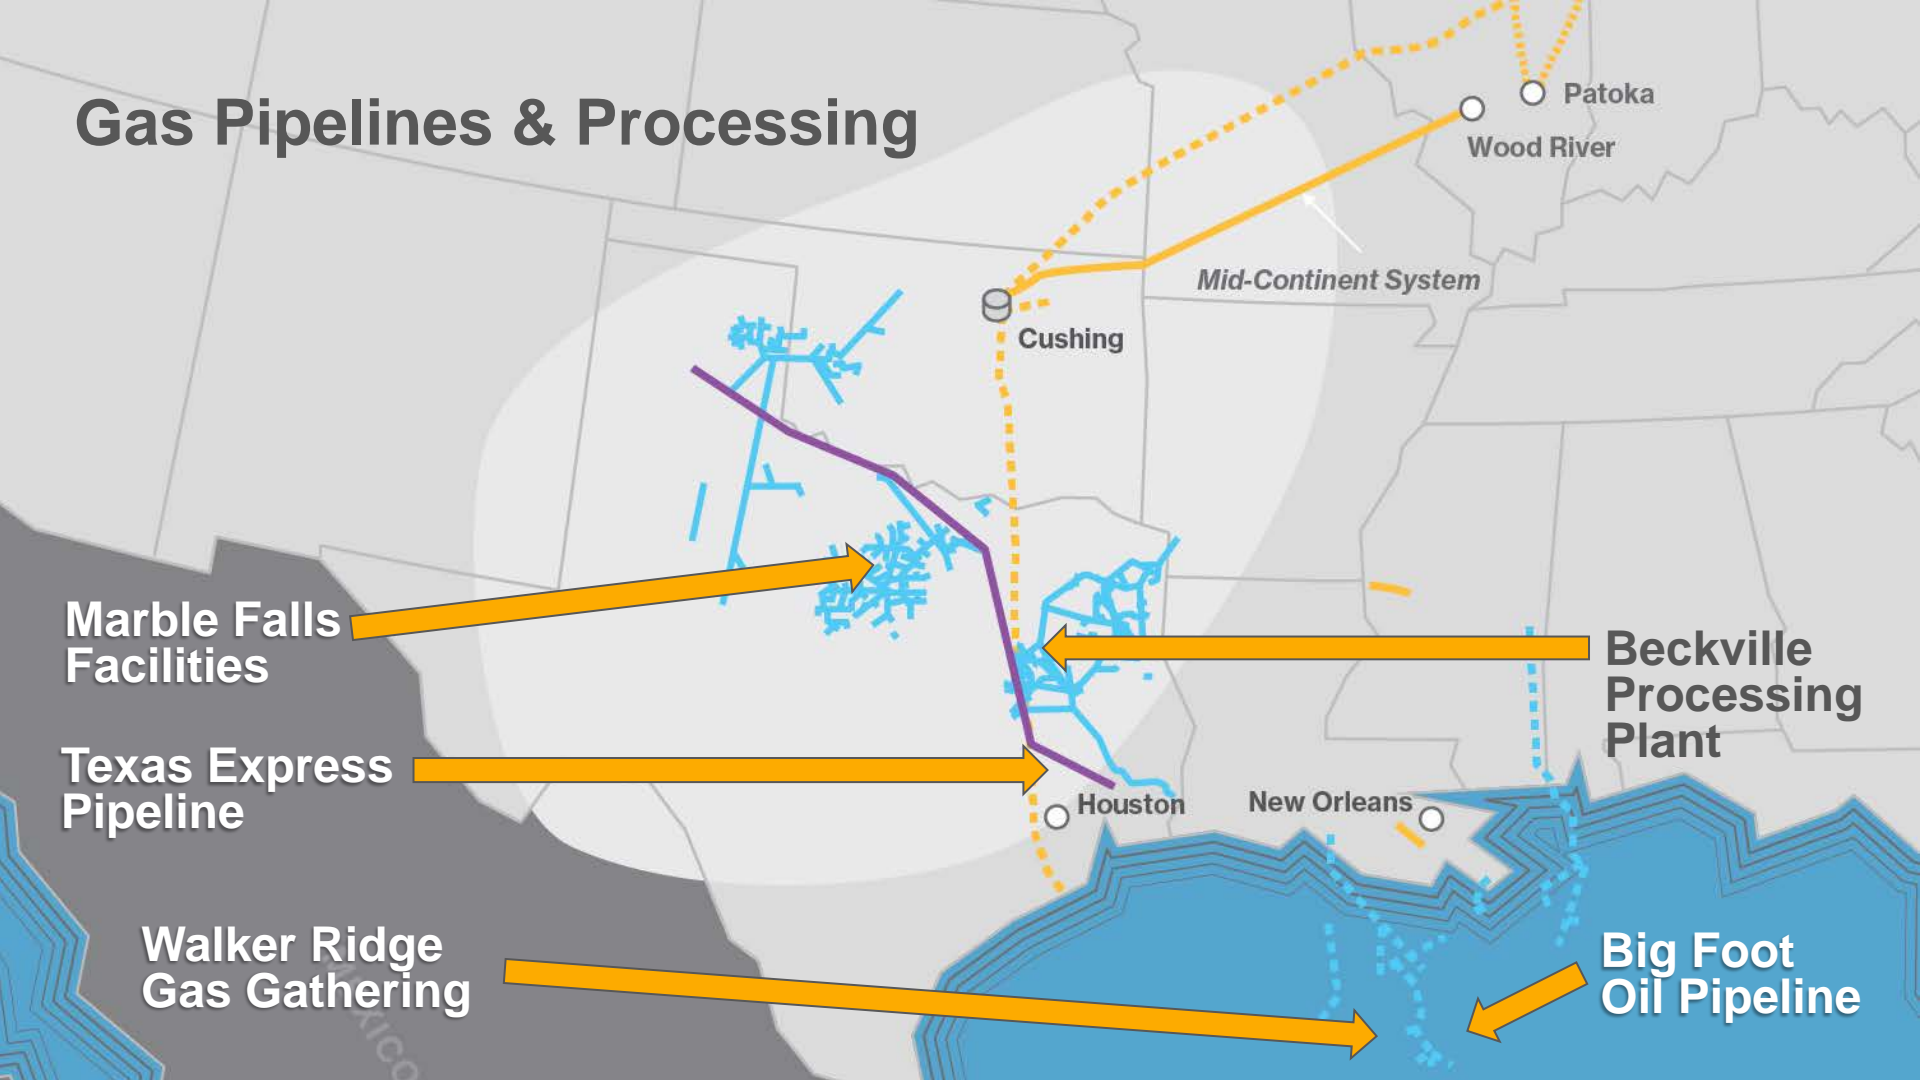 Gas Pipelines & Processing
Patoka
Wood River
Mid-Continent System
Cushing
Marble Falls
Facilities
Beckville
Processing
Plant
Texas Express
Pipeline
Houston
New Orleans
Walker Ridge
Gas Gathering
Big Foot
Oil Pipeline
MEXICO